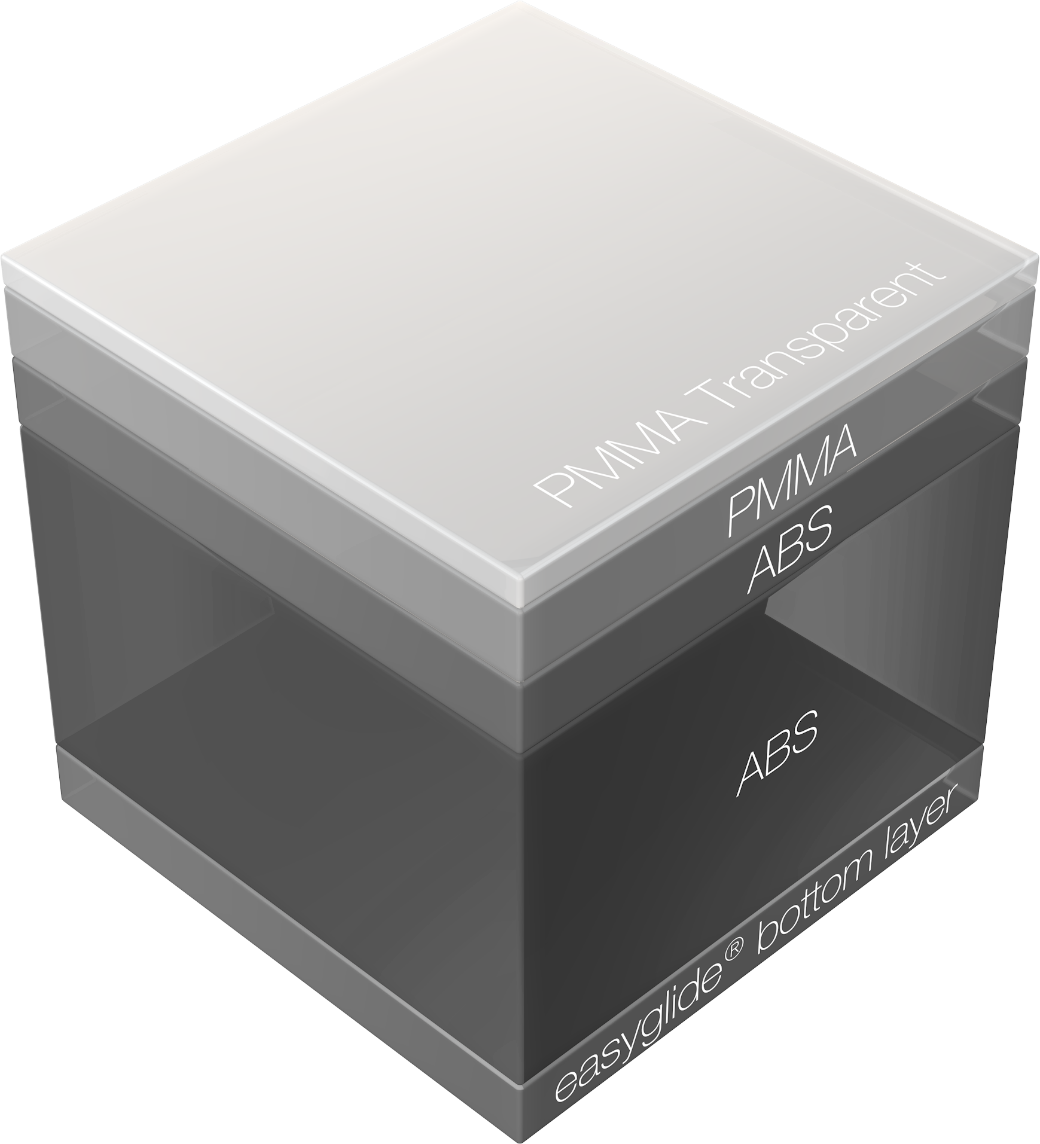 PMMA Transparent
PMMA
ABS
ABS
easyglide® bottom layer